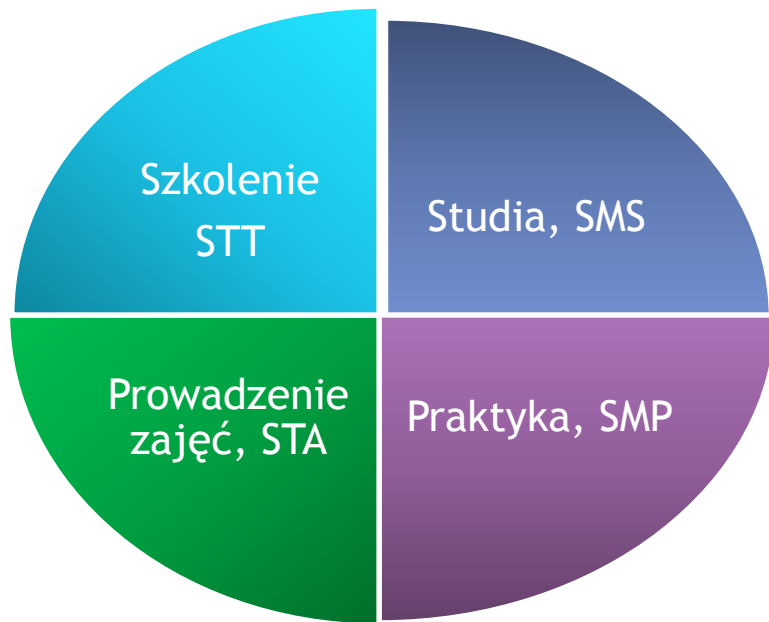 Szkolenie
STT
Studia, SMS
Prowadzenie
zajęć, STA
Praktyka, SMP